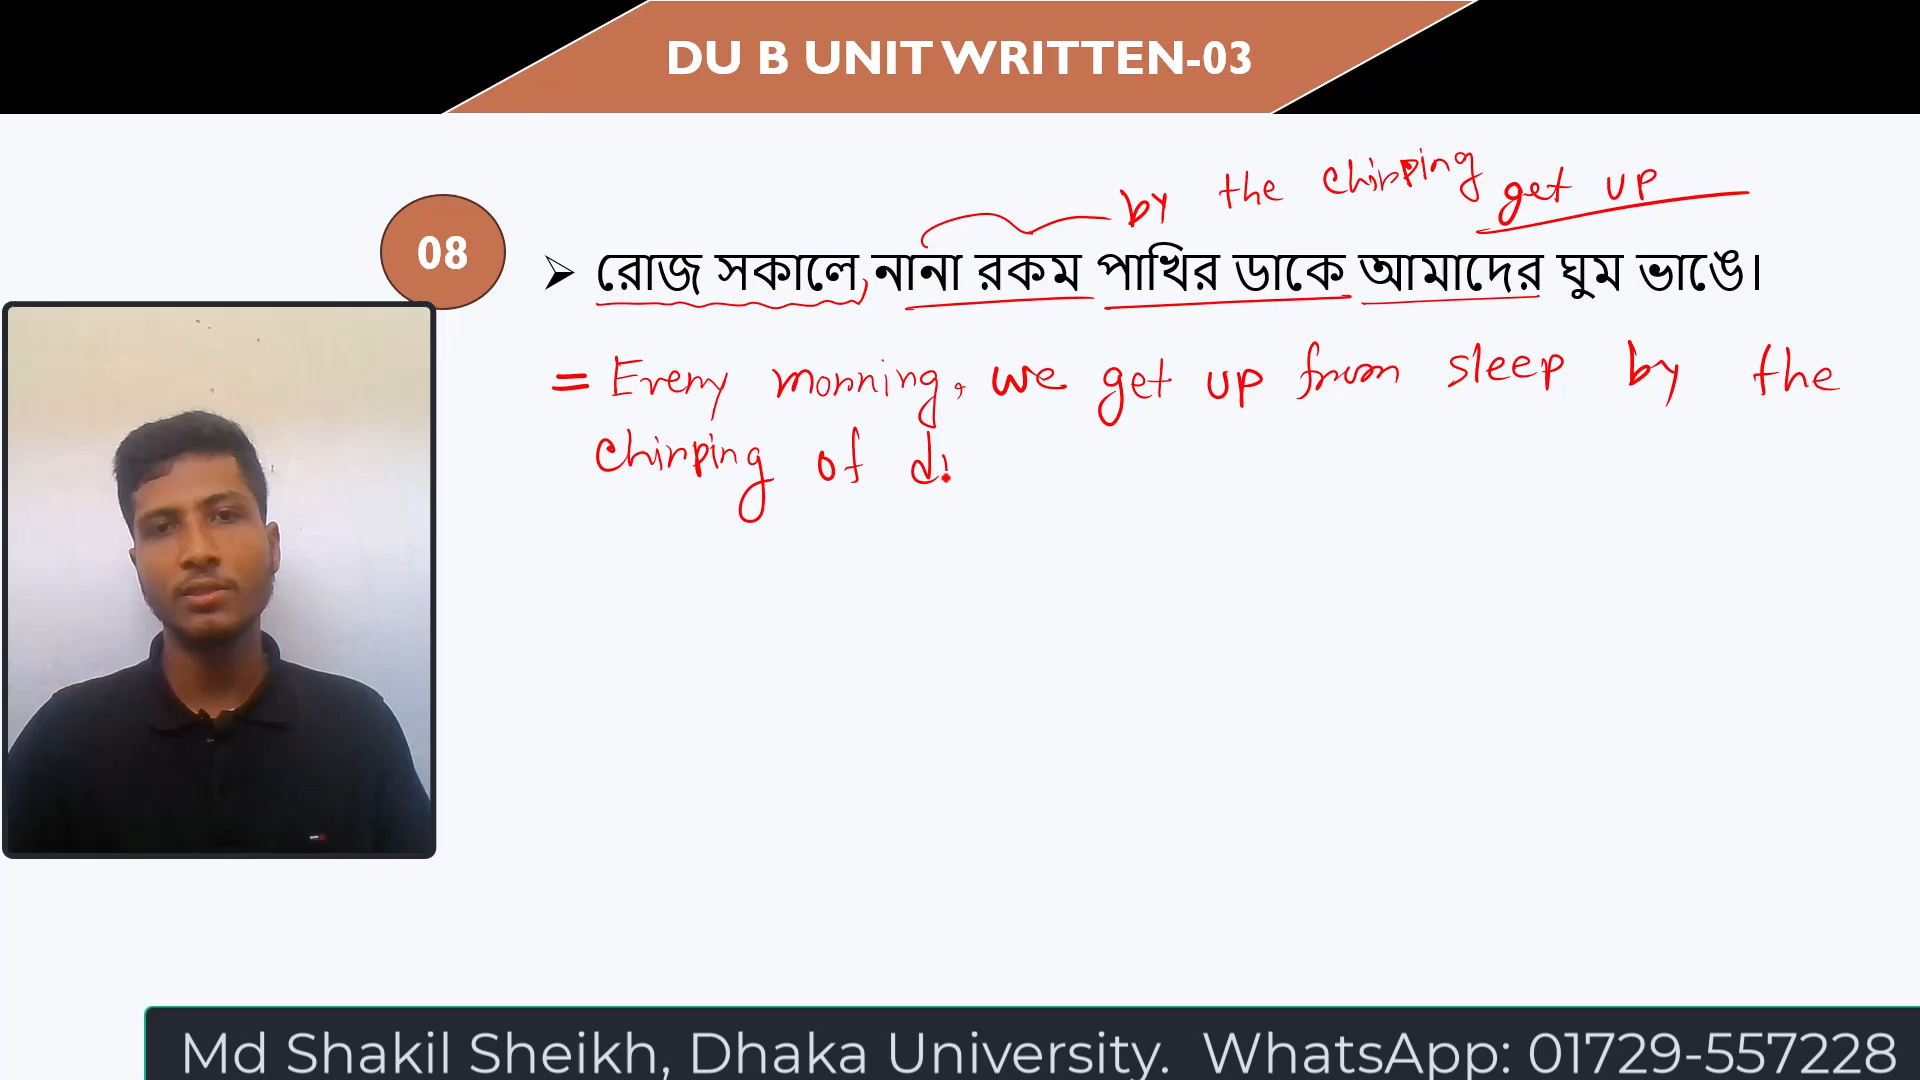 DU B UNIT WRITTEN-03
by the chirping get up
08
➢ রোজ সকালে, নানা রকম পাখির ডাকে আমাদের ঘুম ভাঙে।
= Every morning, we get up from sleep by the
chirping of di
Md Shakil Sheikh, Dhaka University. WhatsApp: 01729-557228